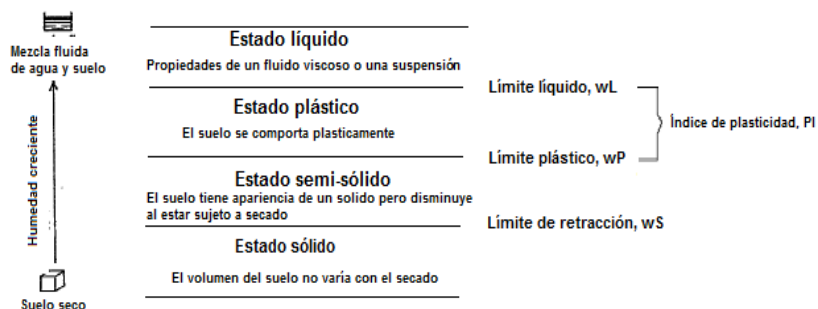 Mezcla fluida
de agua y suelo
Humedad creciente
Suelo seco
Estado líquido
Propiedades de un fluido viscoso o una suspensión
Estado plástico
El suelo se comporta plasticamente
Estado semi-sólido
El suelo tiene apariencia de un solido pero disminuye
al estar sujeto a secado
Estado sólido
El volumen del suelo no varía con el secado
Límite líquido, wL
Límite plástico, wP
Límite de retracción, wS
Índice de plasticidad, PI